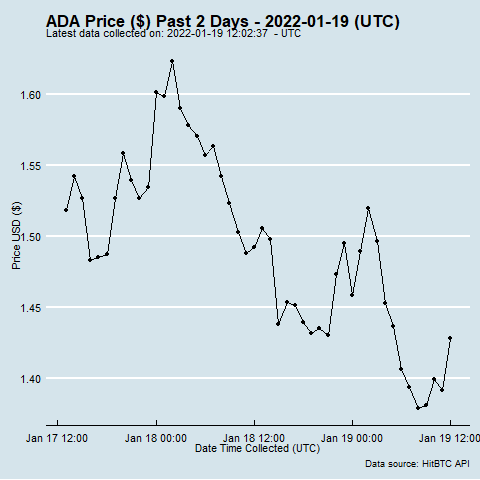 ADA Price ($) Past 2 Days - 2022-01-19 (UTC)
Latest data collected on: 2022-01-19 12:02:37  - UTC
1.60
1.55
1.50
1.45
1.40
Price USD ($)
Jan 17 12:00 Jan 18 00:00 Jan 18 12:00 Jan 19 00:00 Jan 19 12:00
Date Time Collected (UTC)
Data source: HitBTC API